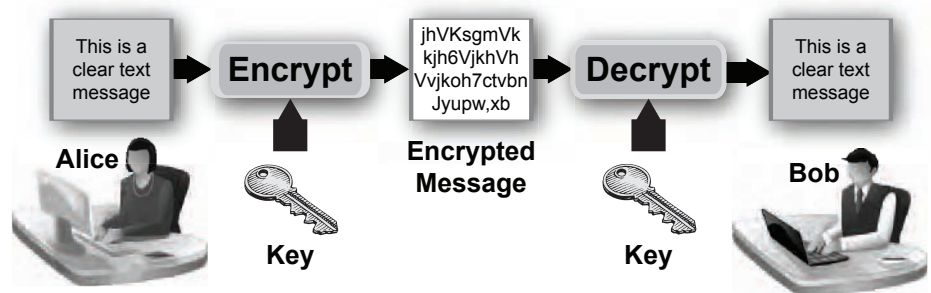 This is a
clear text
message
Encrypt
jhVKsgmVk
kjh6VjkhVh
Vvjkoh7ctvbn
Jyupw,xb
Decrypt
This is a
clear text
message
Alice
Key
Encrypted
Message
Key
Bob